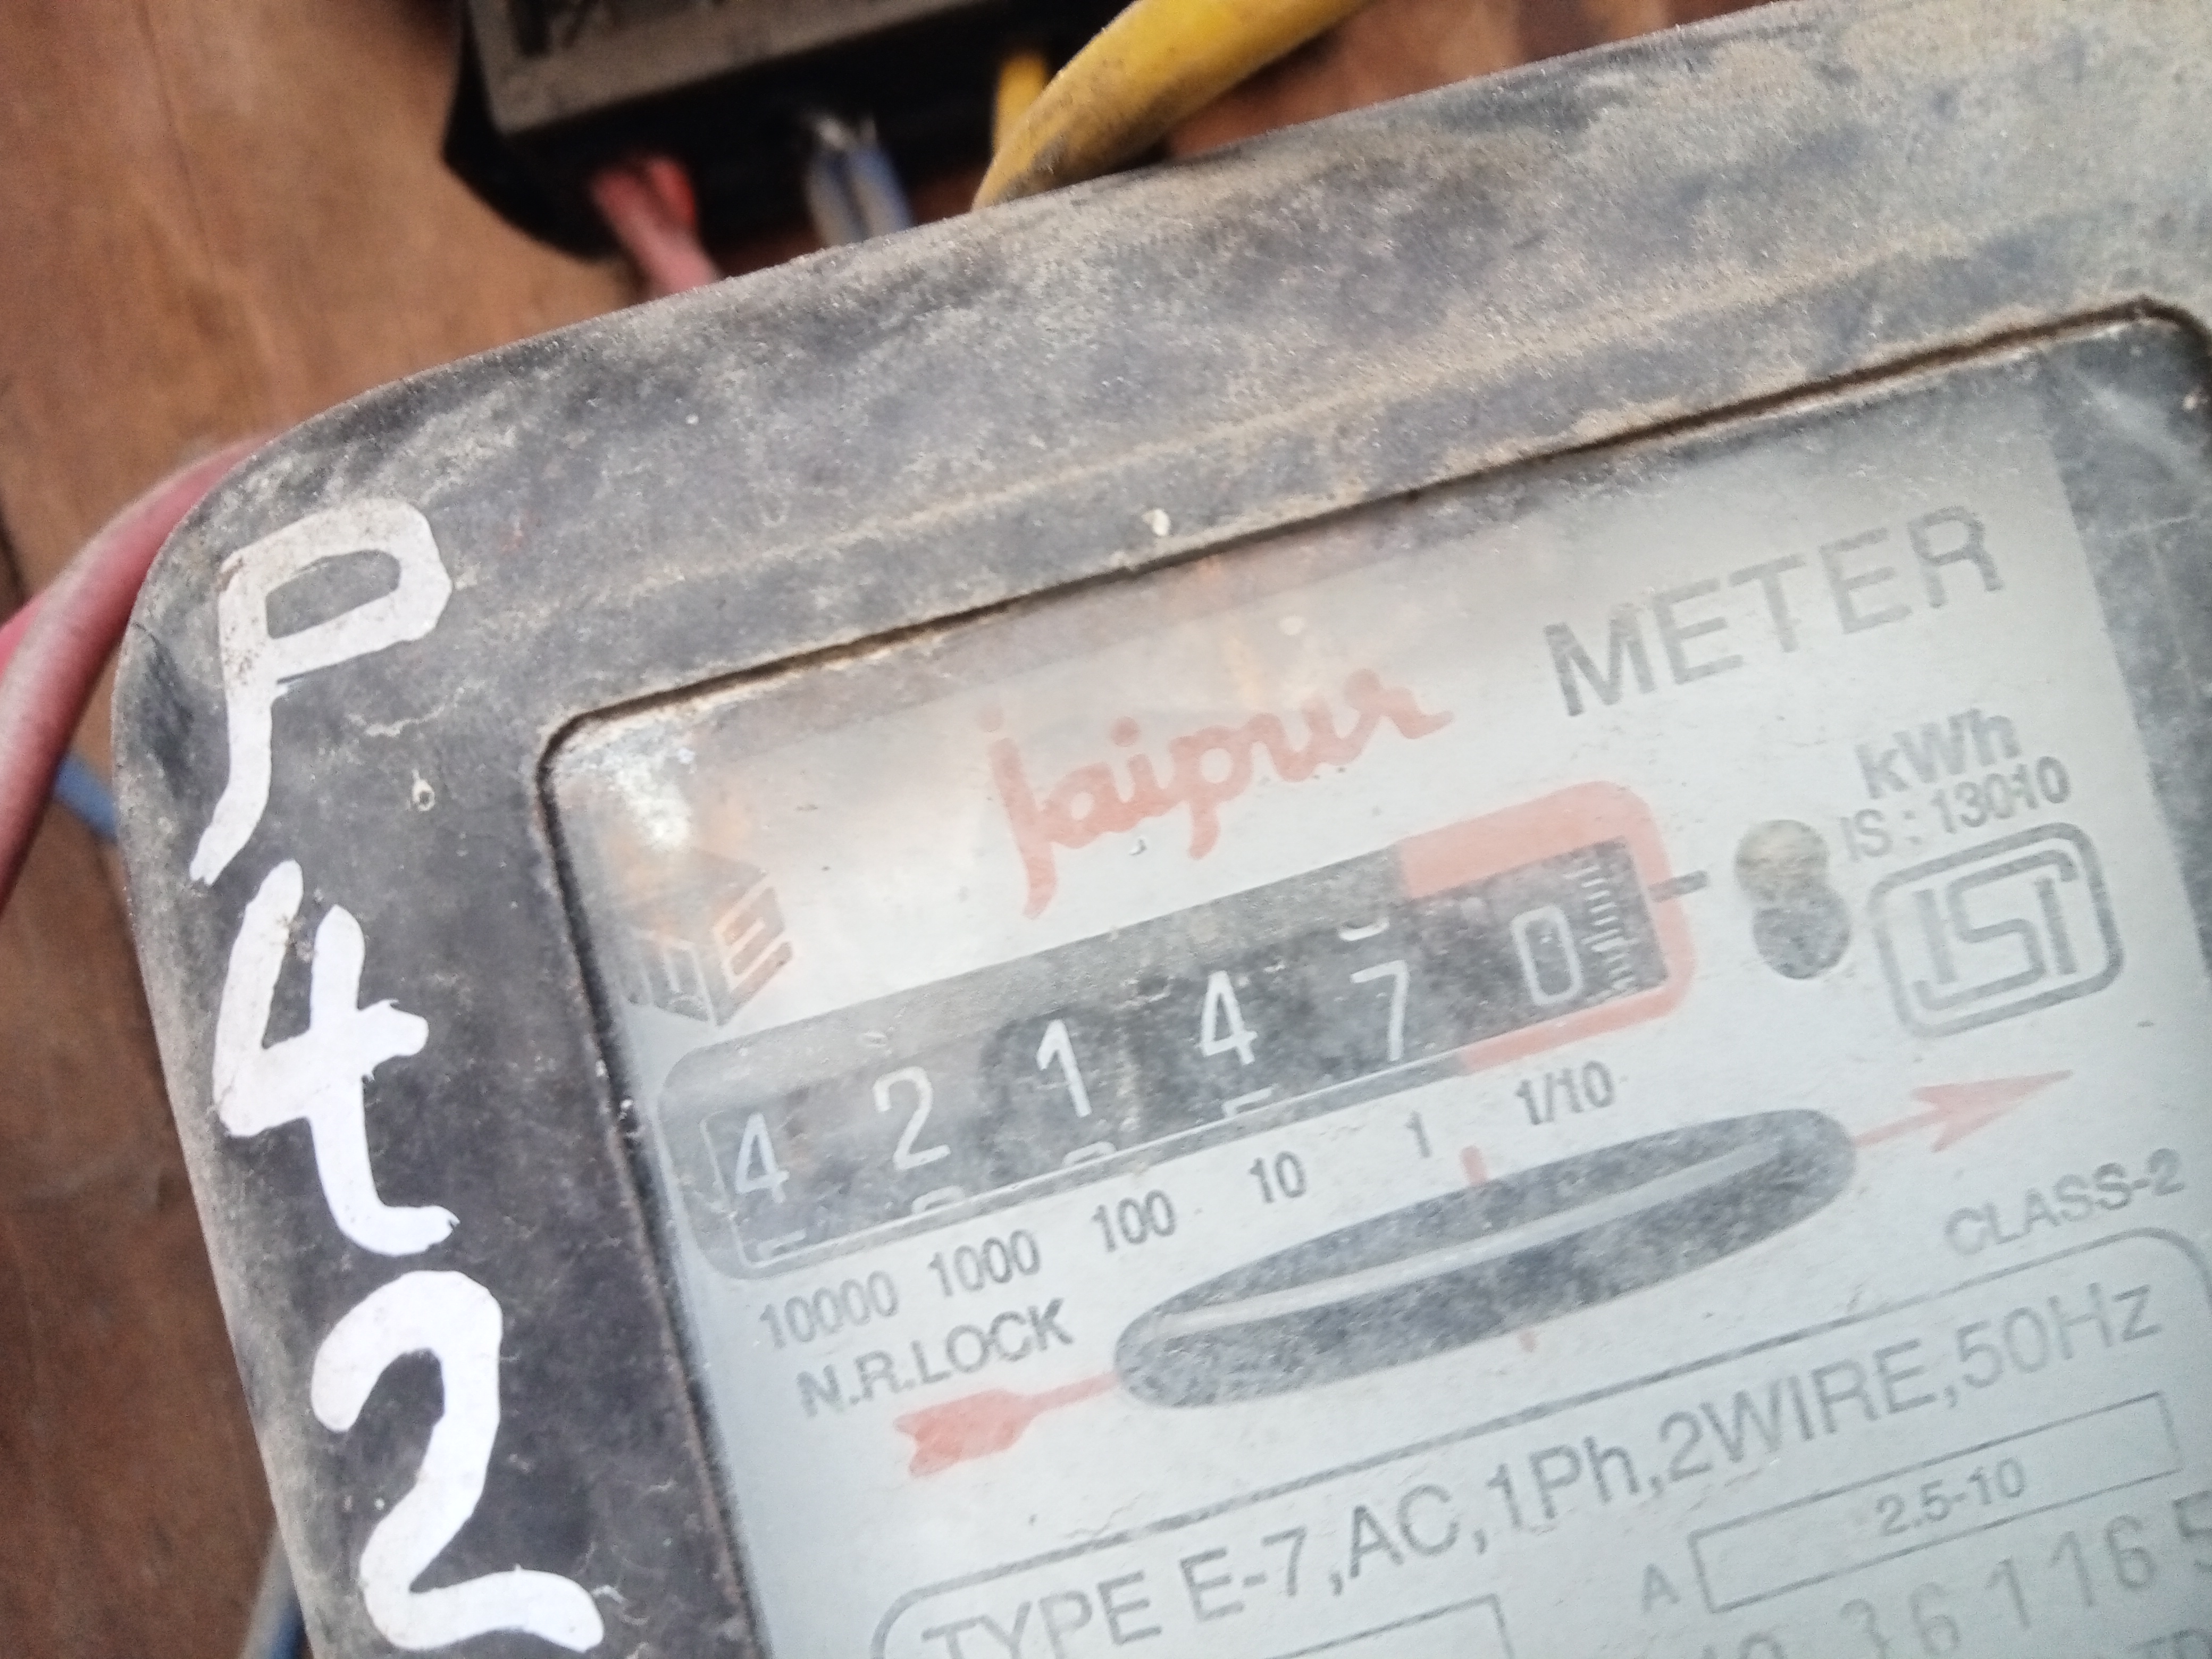 P
4
2
jaipur METER
kWh
IS : 13010
ISI
4 2 1 4 7 0
10000 1000 100 10 1 1/10
N.R.LOCK
CLASS-2
TYPE E-7,AC,1Ph,2WIRE,50Hz
A 2.5-10
36116